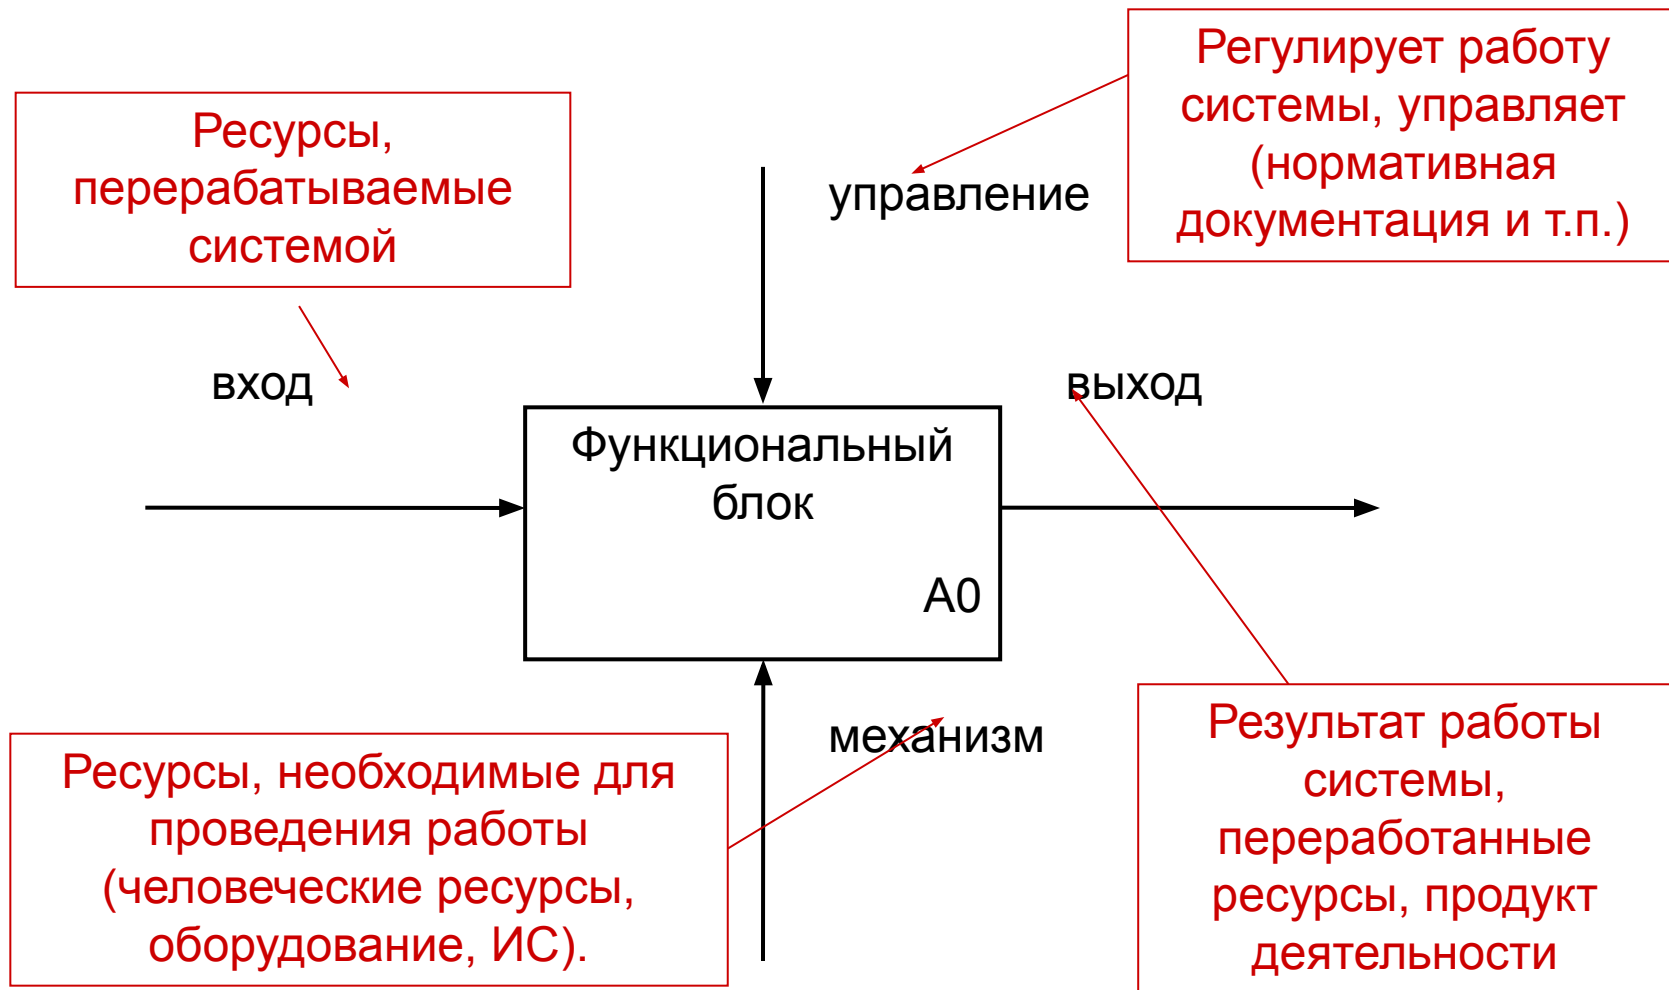 Регулирует работу
системы, управляет
(нормативная
документация и т.п.)
Ресурсы,
перерабатываемые
системой
управление
вход
выход
Функциональный
блок
А0
механизм
Ресурсы, необходимые для
проведения работы
(человеческие ресурсы,
оборудование, ИС).
Результат работы
системы,
переработанные
ресурсы, продукт
деятельности